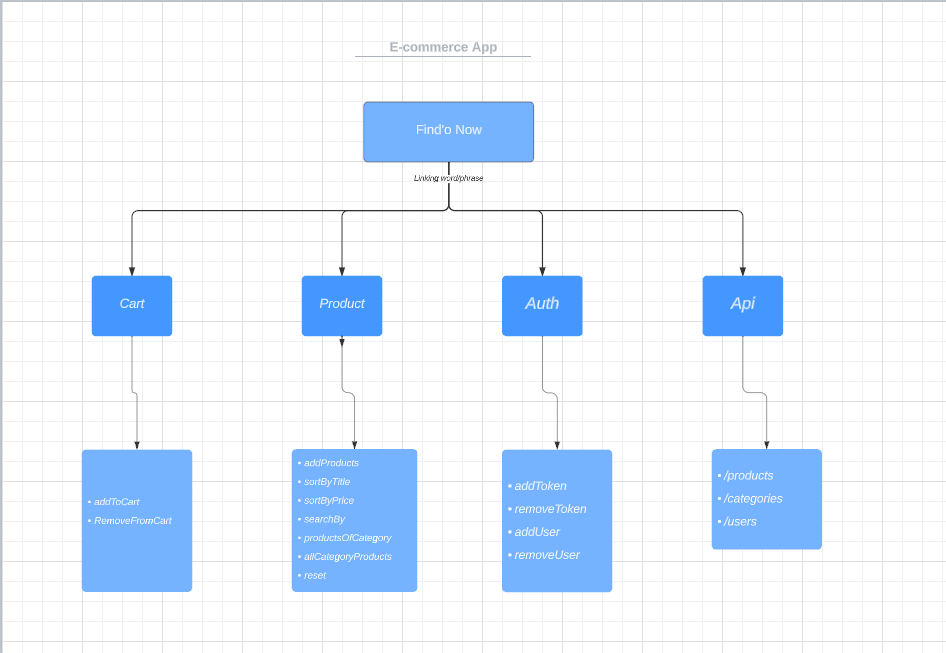 E-commerce App
Find'o Now
Linking word/phrase
Cart
Product
Auth
Api
• addToCart
• RemoveFromCart
• addProducts
• sortByTitle
• sortByPrice
• searchBy
• productsOfCategory
• allCategoryProducts
• reset
• addToken
• removeToken
• addUser
• removeUser
• /products
• /categories
• /users